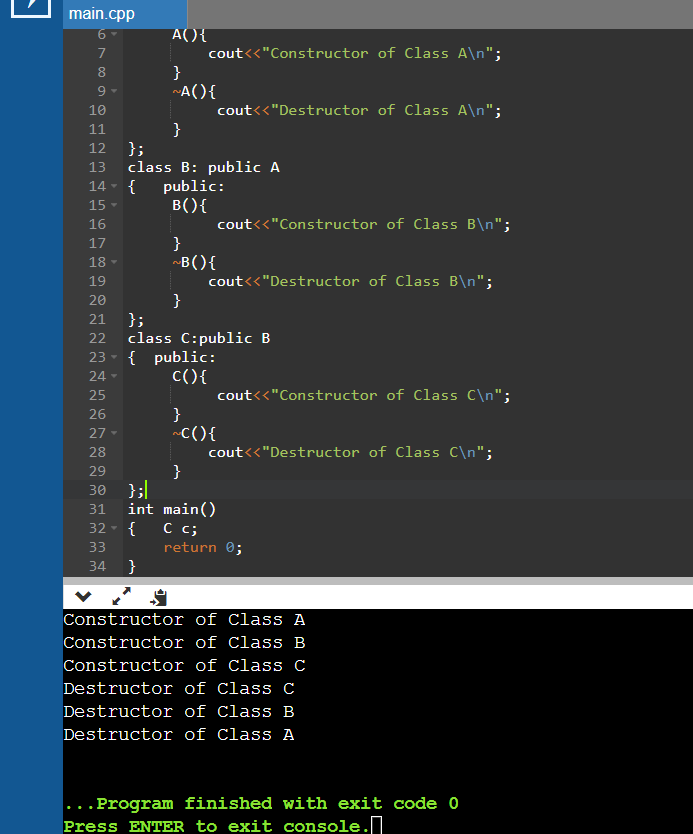 main.cpp
6 A(){
7 cout<<"Constructor of Class A\n";
8 }
9 ~A(){
10 cout<<"Destructor of Class A\n";
11 }
12 };
13 class B: public A
14 { public:
15 B(){
16 cout<<"Constructor of Class B\n";
17 }
18 ~B(){
19 cout<<"Destructor of Class B\n";
20 }
21 };
22 class C:public B
23 { public:
24 C(){
25 cout<<"Constructor of Class C\n";
26 }
27 ~C(){
28 cout<<"Destructor of Class C\n";
29 }
30 };
31 int main()
32 { C c;
33 return 0;
34 }
Constructor of Class A
Constructor of Class B
Constructor of Class C
Destructor of Class C
Destructor of Class B
Destructor of Class A
...Program finished with exit code 0
Press ENTER to exit console.